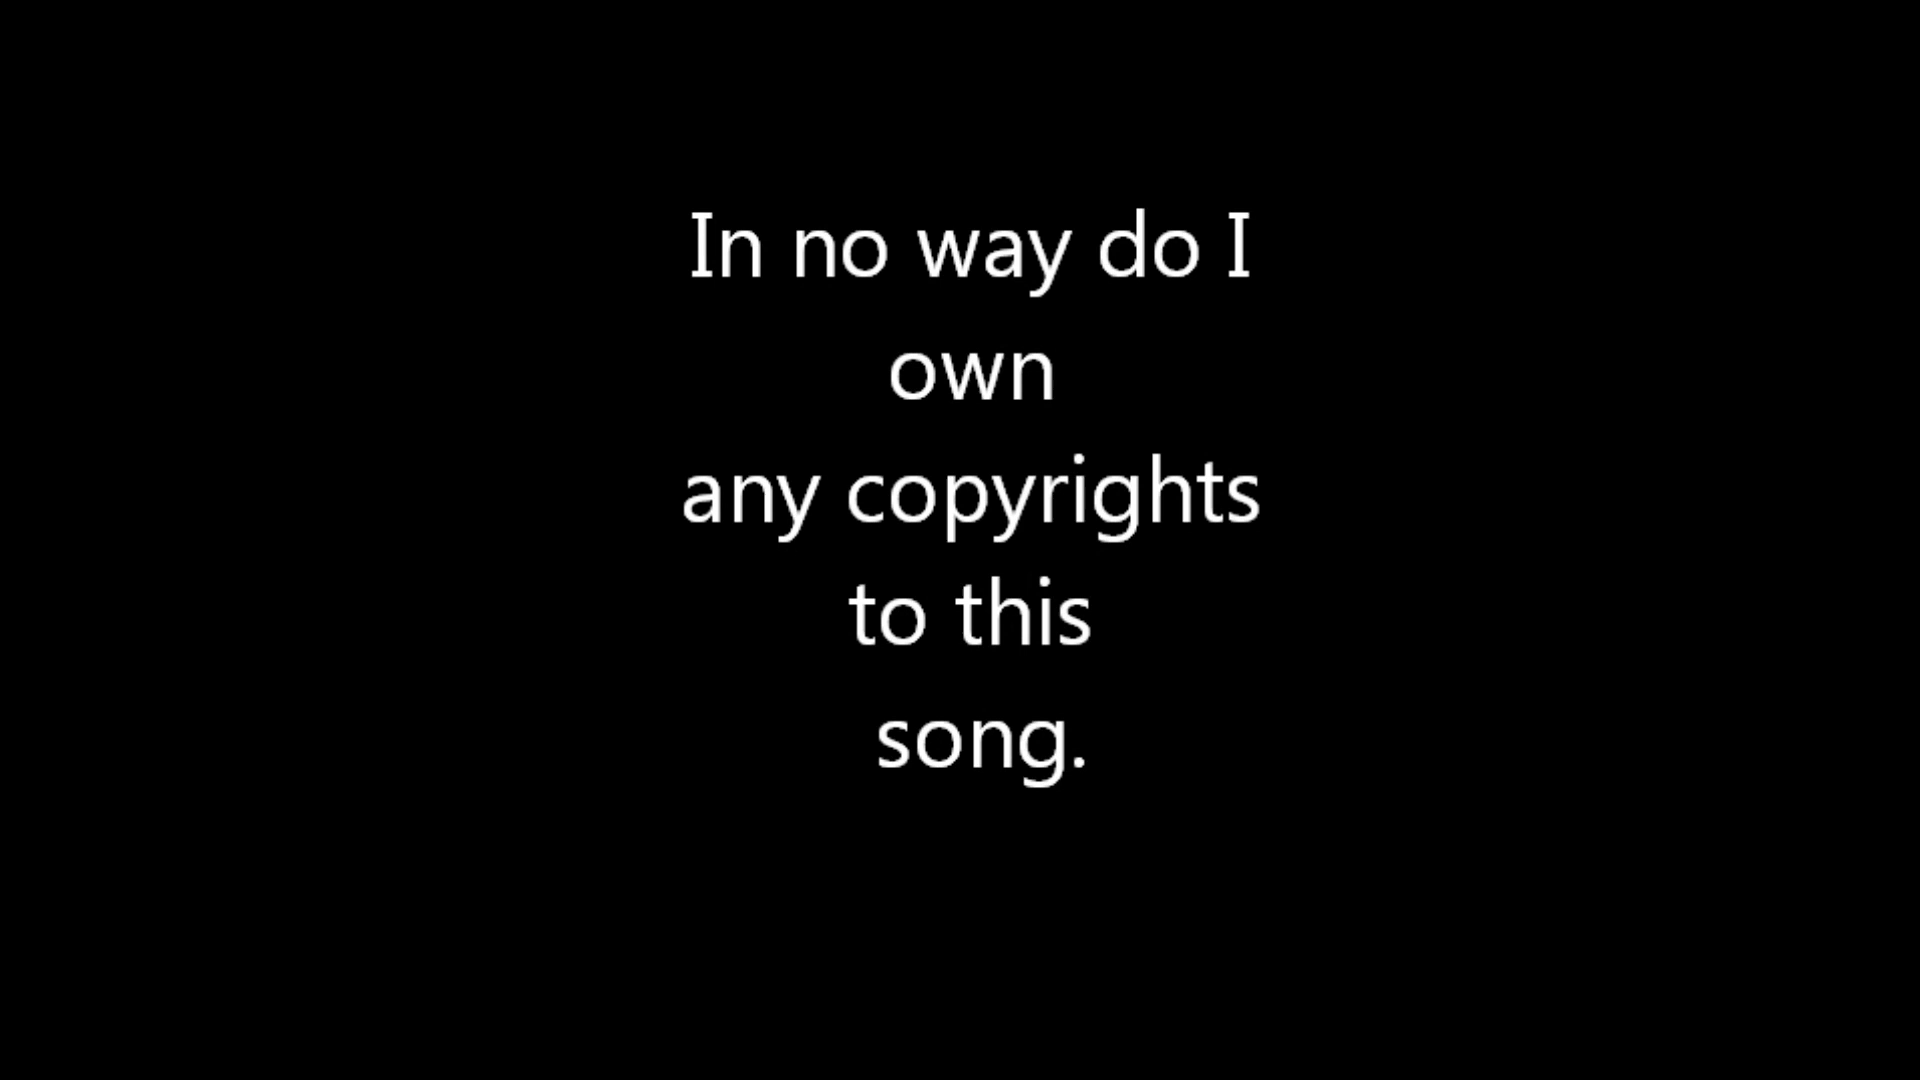 In no way do I
own
any copyrights
to this
song.